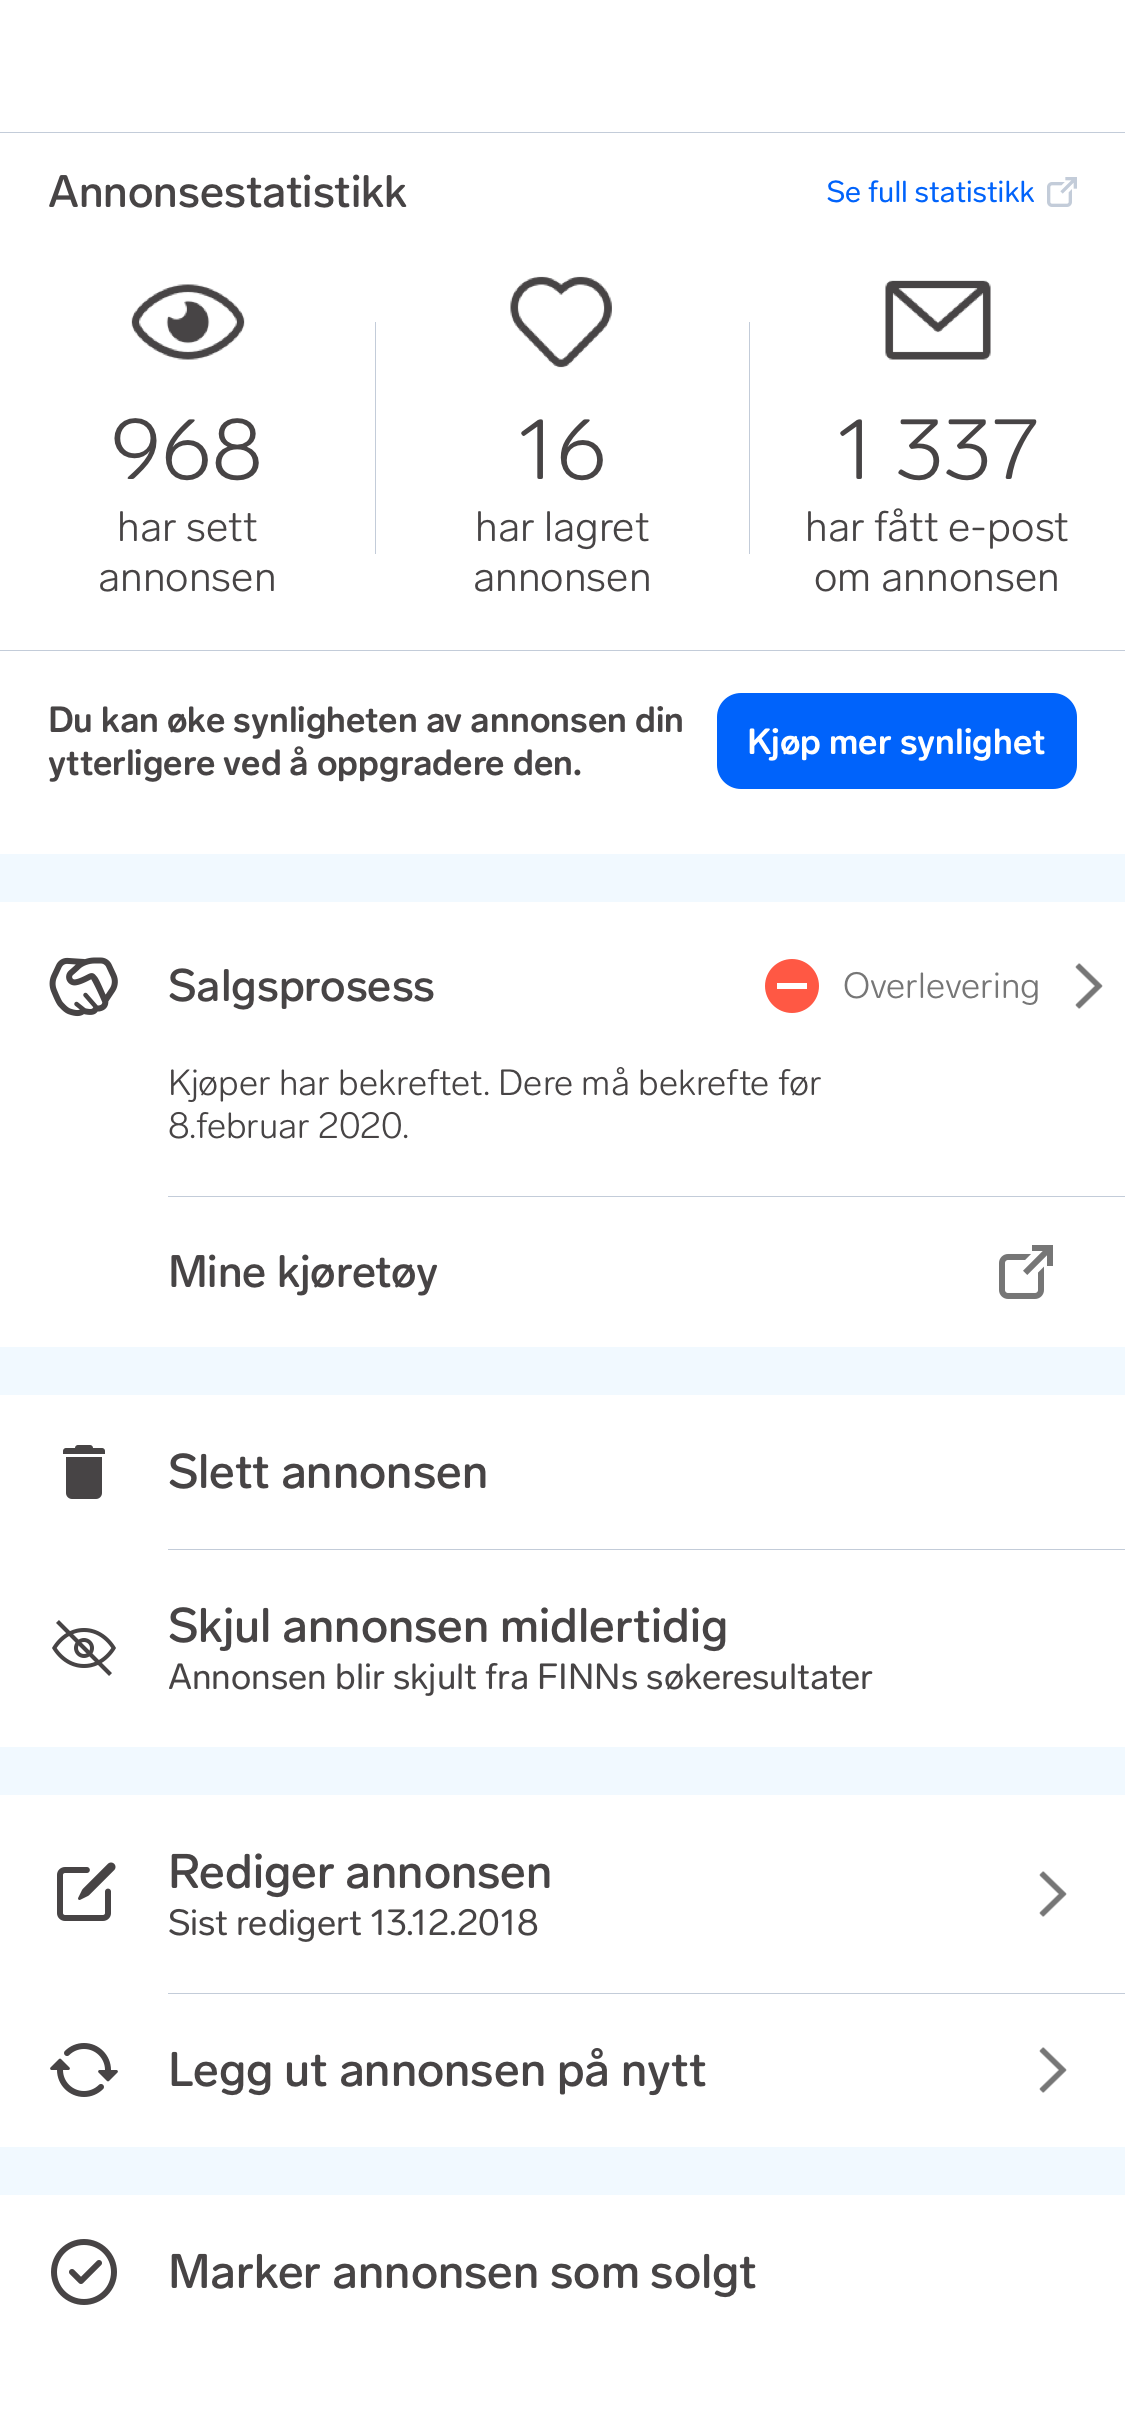 Annonsestatistikk
Se full statistikk
968
har sett
annonsen
16
har lagret
annonsen
1 337
har fått e-post
om annonsen
Du kan øke synligheten av annonsen din
ytterligere ved å oppgradere den.
Kjøp mer synlighet
Salgsprosess
Overlevering
Kjøper har bekreftet. Dere må bekrefte før
8.februar 2020.
Mine kjøretøy
Slett annonsen
Skjul annonsen midlertidig
Annonsen blir skjult fra FINNs søkeresultater
Rediger annonsen
Sist redigert 13.12.2018
Legg ut annonsen på nytt
Marker annonsen som solgt